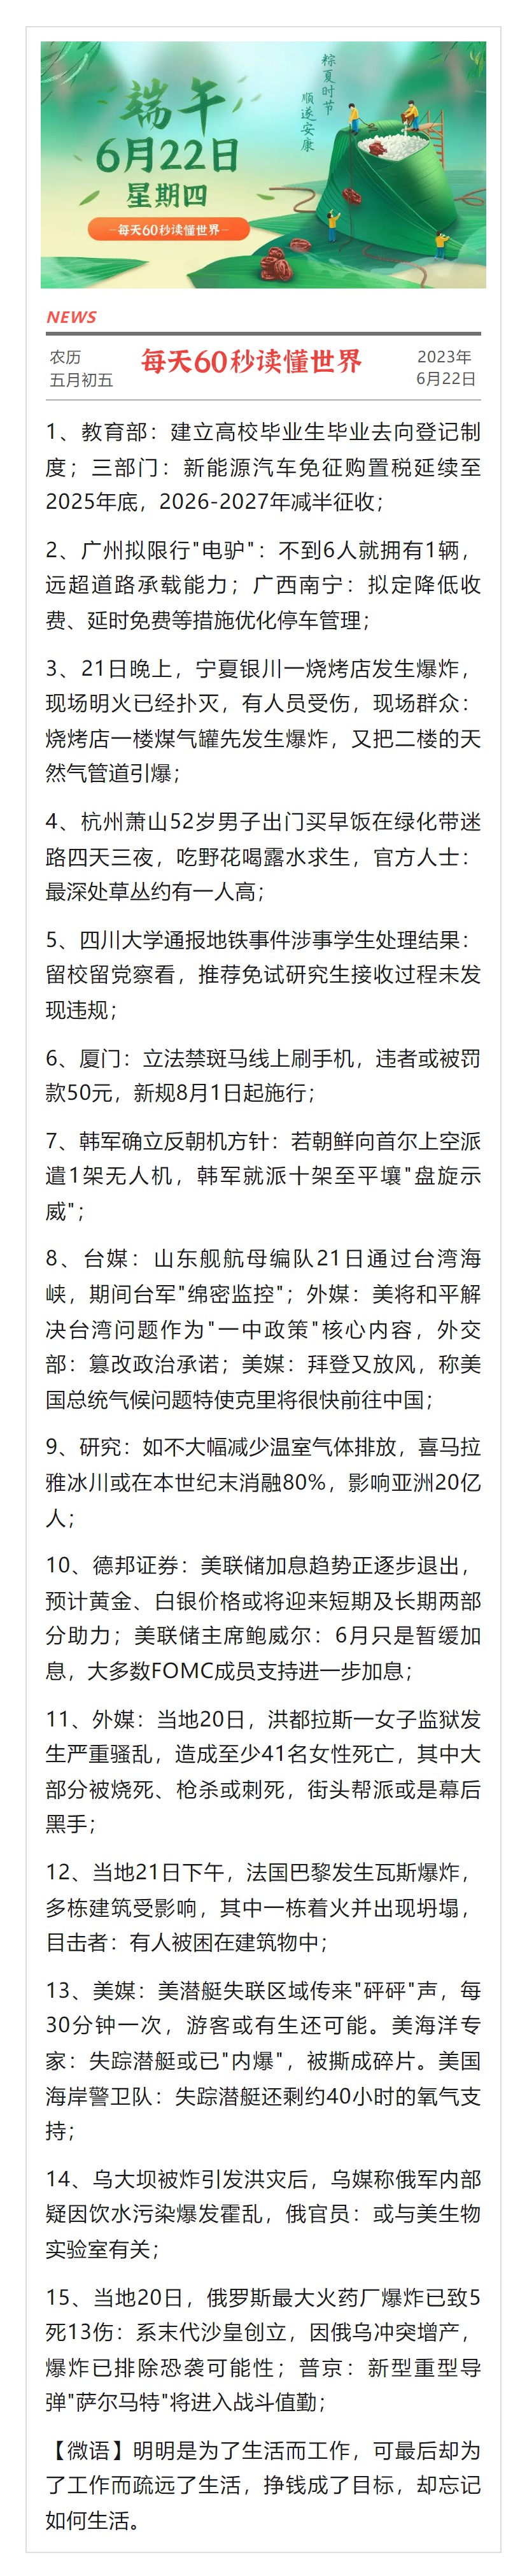 端午
6月22日
星期四
—每天60秒读懂世界—
粽夏时节
顺遂安康
NEWS
农历
五月初五
每天60秒读懂世界
2023年
6月22日
1、教育部：建立高校毕业生毕业去向登记制
度；三部门：新能源汽车免征购置税延续至
2025年底，2026-2027年减半征收；
2、广州拟限行"电驴"：不到6人就拥有1辆，
远超道路承载能力；广西南宁：拟定降低收
费、延时免费等措施优化停车管理；
3、21日晚上，宁夏银川一烧烤店发生爆炸，
现场明火已经扑灭，有人员受伤，现场群众：
烧烤店一楼煤气罐先发生爆炸，又把二楼的天
然气管道引爆；
4、杭州萧山52岁男子出门买早饭在绿化带迷
路四天三夜，吃野花喝露水求生，官方人士：
最深处草丛约有一人高；
5、四川大学通报地铁事件涉事学生处理结果：
留校留党察看，推荐免试研究生接收过程未发
现违规；
6、厦门：立法禁斑马线上刷手机，违者或被罚
款50元，新规8月1日起施行；
7、韩军确立反朝机方针：若朝鲜向首尔上空派
遣1架无人机，韩军就派十架至平壤"盘旋示
威"；
8、台媒：山东舰航母编队21日通过台湾海
峡，期间台军"绵密监控"；外媒：美将和平解
决台湾问题作为"一中政策"核心内容，外交
部：篡改政治承诺；美媒：拜登又放风，称美
国总统气候问题特使克里将很快前往中国；
9、研究：如不大幅减少温室气体排放，喜马拉
雅冰川或在本世纪末消融80%，影响亚洲20亿
人；
10、德邦证券：美联储加息趋势正逐步退出，
预计黄金、白银价格或将迎来短期及长期两部
分助力；美联储主席鲍威尔：6月只是暂缓加
息，大多数FOMC成员支持进一步加息；
11、外媒：当地20日，洪都拉斯一女子监狱发
生严重骚乱，造成至少41名女性死亡，其中大
部分被烧死、枪杀或刺死，街头帮派或是幕后
黑手；
12、当地21日下午，法国巴黎发生瓦斯爆炸，
多栋建筑受影响，其中一栋着火并出现坍塌，
目击者：有人被困在建筑物中；
13、美媒：美潜艇失联区域传来"砰砰"声，每
30分钟一次，游客或有生还可能。美海洋专
家：失踪潜艇或已"内爆"，被撕成碎片。美国
海岸警卫队：失踪潜艇还剩约40小时的氧气支
持；
14、乌大坝被炸引发洪灾后，乌媒称俄军内部
疑因饮水污染爆发霍乱，俄官员：或与美生物
实验室有关；
15、当地20日，俄罗斯最大火药厂爆炸已致5
死13伤：系末代沙皇创立，因俄乌冲突增产，
爆炸已排除恐袭可能性；普京：新型重型导
弹"萨尔马特"将进入战斗值勤；
【微语】明明是为了生活而工作，可最后却为
了工作而疏远了生活，挣钱成了目标，却忘记
如何生活。